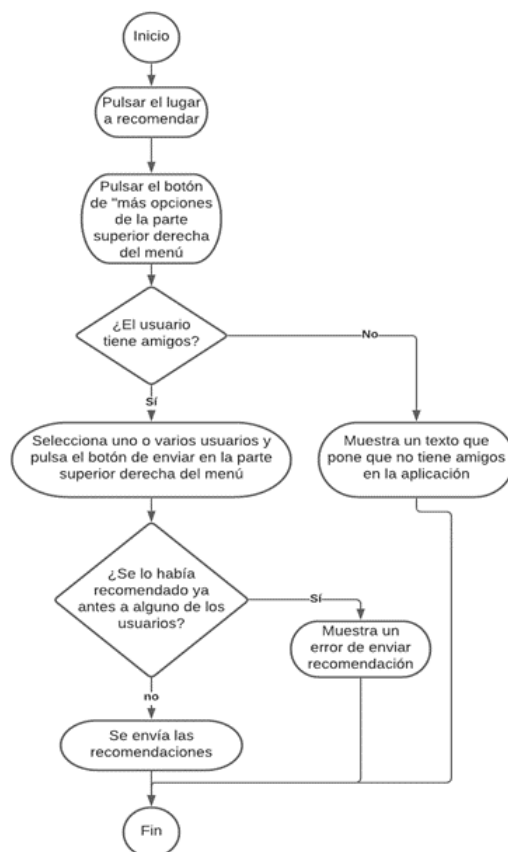 Inicio
Pulsar el lugar
a recomendar
Pulsar el botón
de "más opciones
de la parte
superior derecha
del menú
¿El usuario
tiene amigos?
No
Sí
Selecciona uno o varios usuarios y
pulsa el botón de enviar en la parte
superior derecha del menú
Muestra un texto que
pone que no tiene amigos
en la aplicación
¿Se lo había
recomendado ya
antes a alguno de los
usuarios?
Sí
Muestra un
error de enviar
recomendación
no
Se envía las
recomendaciones
Fin